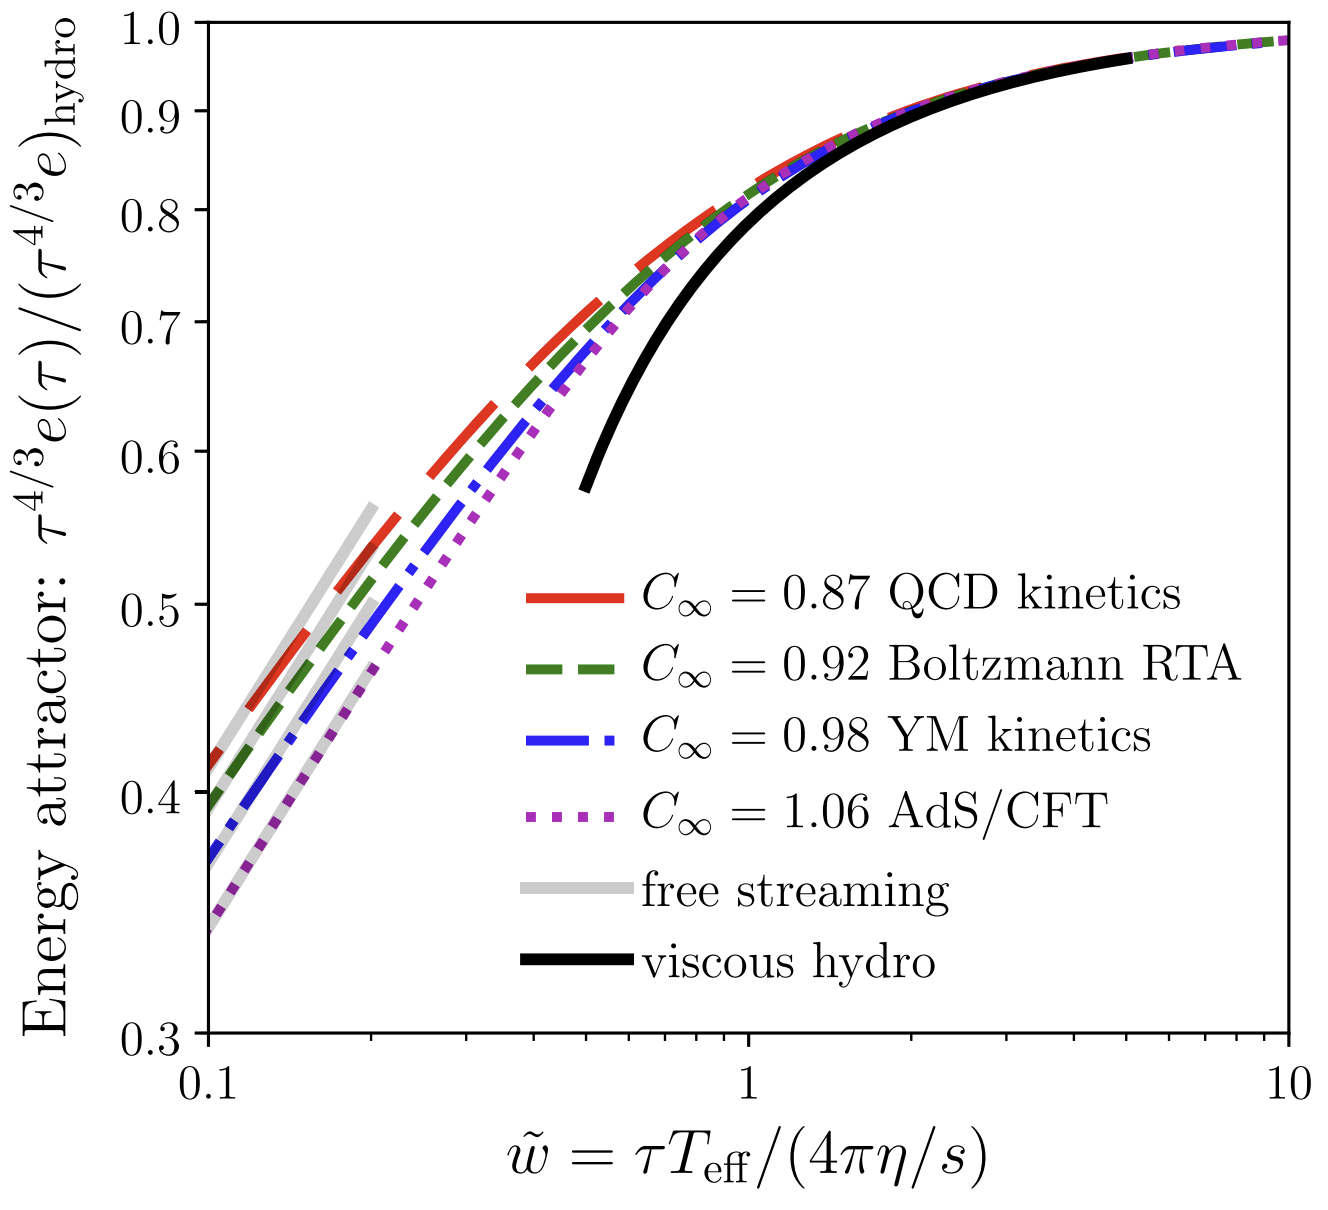 Energy attractor: τ^{4/3}e(τ)/(τ^{4/3}e)_{hydro}
1.0
0.9
0.8
0.7
0.6
0.5
0.4
0.3
C_∞ = 0.87 QCD kinetics
C_∞ = 0.92 Boltzmann RTA
C_∞ = 0.98 YM kinetics
C_∞ = 1.06 AdS/CFT
free streaming
viscous hydro
0.1 1 10
w̃ = τT_{eff}/(4πη/s)